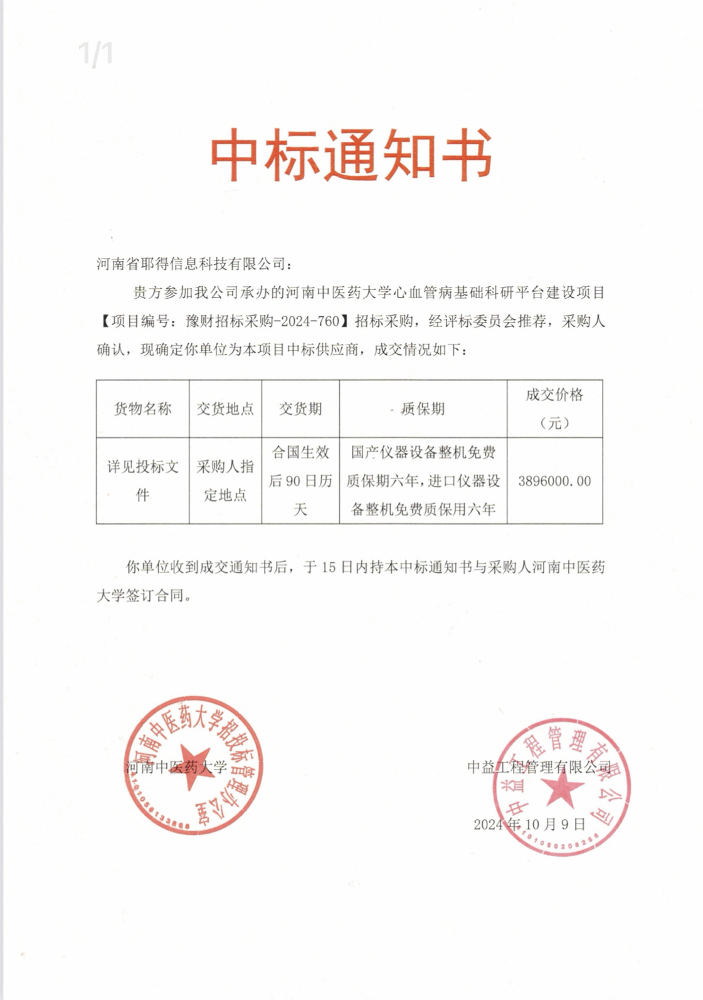 1/1
中标通知书
河南省耶得信息科技有限公司：
贵方参加我公司承办的河南中医药大学心血管病基础科研平台建设项目
【项目编号：豫财招标采购-2024-760】招标采购，经评标委员会推荐，采购人
确认，现确定你单位为本项目中标供应商，成交情况如下：
货物名称 交货地点 交货期 质保期 成交价格（元）
详见投标文件 采购人指定地点 合国生效后90日历天 国产仪器设备整机免费质保期六年，进口仪器设备整机免费质保用六年 3896000.00
你单位收到成交通知书后，于15日内持本中标通知书与采购人河南中医药
大学签订合同。
河南中医药大学招投标管理办公室
河南中医药大学
4101056133868
中益工程管理有限公司
中益工程管理有限公司
2024年10月9日
4101050206256